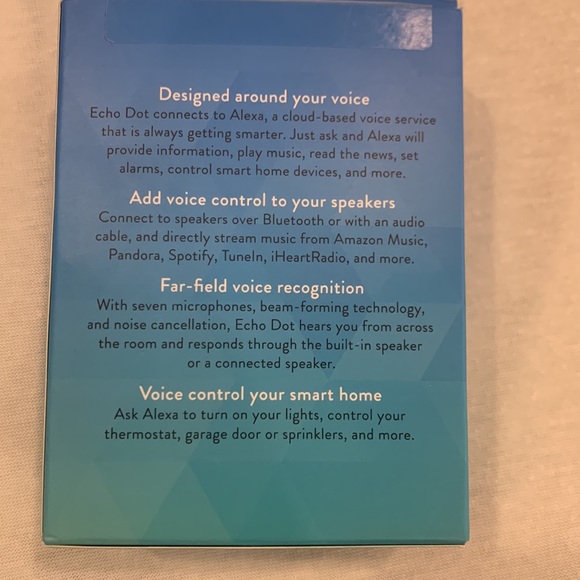 Designed around your voice
Echo Dot connects to Alexa, a cloud-based voice service
that is always getting smarter. Just ask and Alexa will
provide information, play music, read the news, set
alarms, control smart home devices, and more.
Add voice control to your speakers
Connect to speakers over Bluetooth or with an audio
cable, and directly stream music from Amazon Music,
Pandora, Spotify, TuneIn, iHeartRadio, and more.
Far-field voice recognition
With seven microphones, beam-forming technology,
and noise cancellation, Echo Dot hears you from across
the room and responds through the built-in speaker
or a connected speaker.
Voice control your smart home
Ask Alexa to turn on your lights, control your
thermostat, garage door or sprinklers, and more.